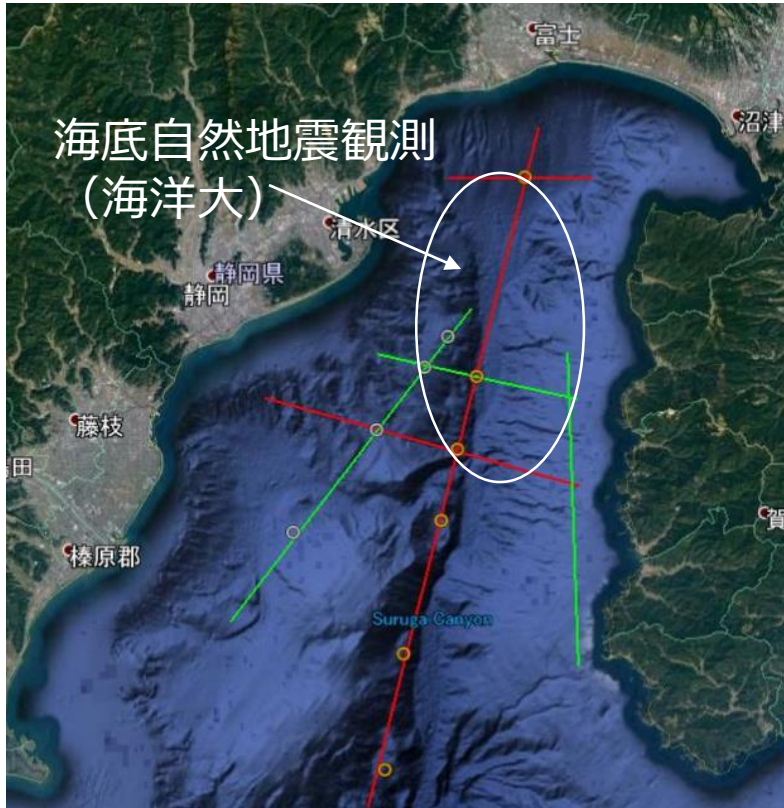 富士
沼津
海底自然地震観測
（海洋大）
清水区
静岡県
静岡
藤枝
田
賀
榛原郡
Suruga Canyon